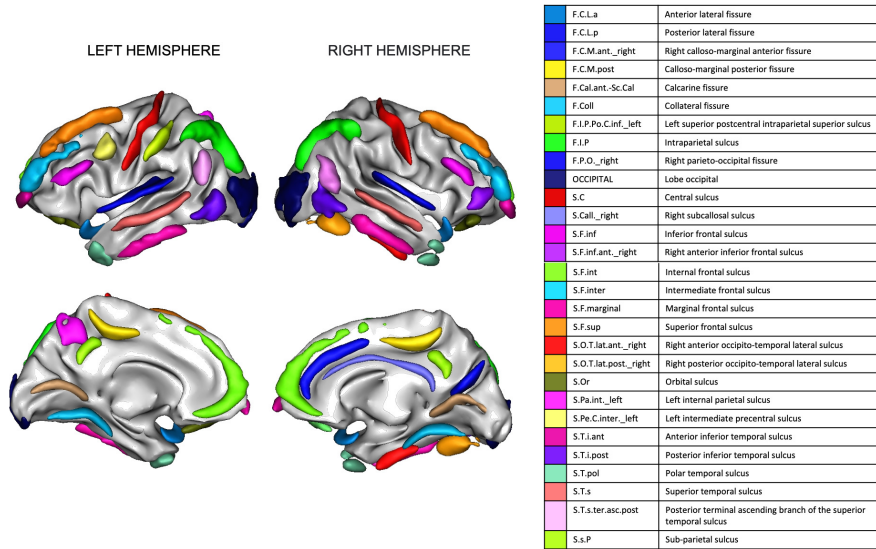 LEFT HEMISPHERE
RIGHT HEMISPHERE
F.C.L.a Anterior lateral fissure
F.C.L.p Posterior lateral fissure
F.C.M.ant._right Right calloso-marginal anterior fissure
F.C.M.post Calloso-marginal posterior fissure
F.Cal.ant.-Sc.Cal Calcarine fissure
F.Coll Collateral fissure
F.I.P.Po.C.inf._left Left superior postcentral intraparietal superior sulcus
F.I.P Intraparietal sulcus
F.P.O._right Right parieto-occipital fissure
OCCIPITAL Lobe occipital
S.C Central sulcus
S.Call._right Right subcallosal sulcus
S.F.inf Inferior frontal sulcus
S.F.inf.ant._right Right anterior inferior frontal sulcus
S.F.int Internal frontal sulcus
S.F.inter Intermediate frontal sulcus
S.F.marginal Marginal frontal sulcus
S.F.sup Superior frontal sulcus
S.O.T.lat.ant._right Right anterior occipito-temporal lateral sulcus
S.O.T.lat.post._right Right posterior occipito-temporal lateral sulcus
S.Or Orbital sulcus
S.Pa.int._left Left internal parietal sulcus
S.Pe.C.inter._left Left intermediate precentral sulcus
S.T.i.ant Anterior inferior temporal sulcus
S.T.i.post Posterior inferior temporal sulcus
S.T.pol Polar temporal sulcus
S.T.s Superior temporal sulcus
S.T.s.ter.asc.post Posterior terminal ascending branch of the superior
temporal sulcus
S.s.P Sub-parietal sulcus